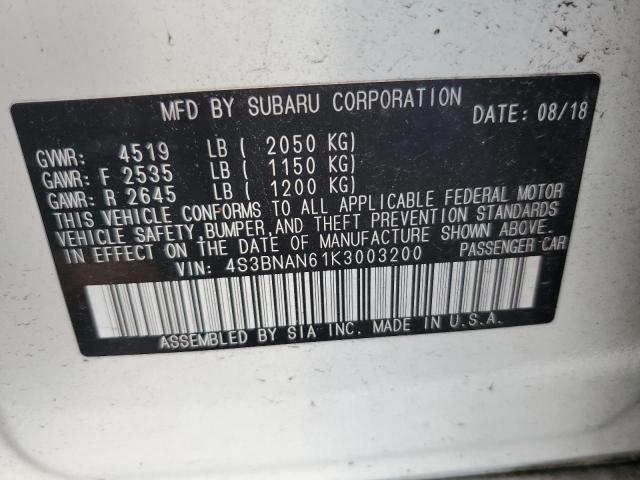 MFD BY SUBARU CORPORATION DATE: 08/18
GVWR: 4519 LB ( 2050 KG)
GAWR: F 2535 LB ( 1150 KG)
GAWR: R 2645 LB ( 1200 KG)
THIS VEHICLE CONFORMS TO ALL APPLICABLE FEDERAL MOTOR
VEHICLE SAFETY, BUMPER, AND THEFT PREVENTION STANDARDS
IN EFFECT ON THE DATE OF MANUFACTURE SHOWN ABOVE.
VIN: 4S3BNAN61K3003200 PASSENGER CAR
ASSEMBLED BY SIA INC. MADE IN U.S.A.